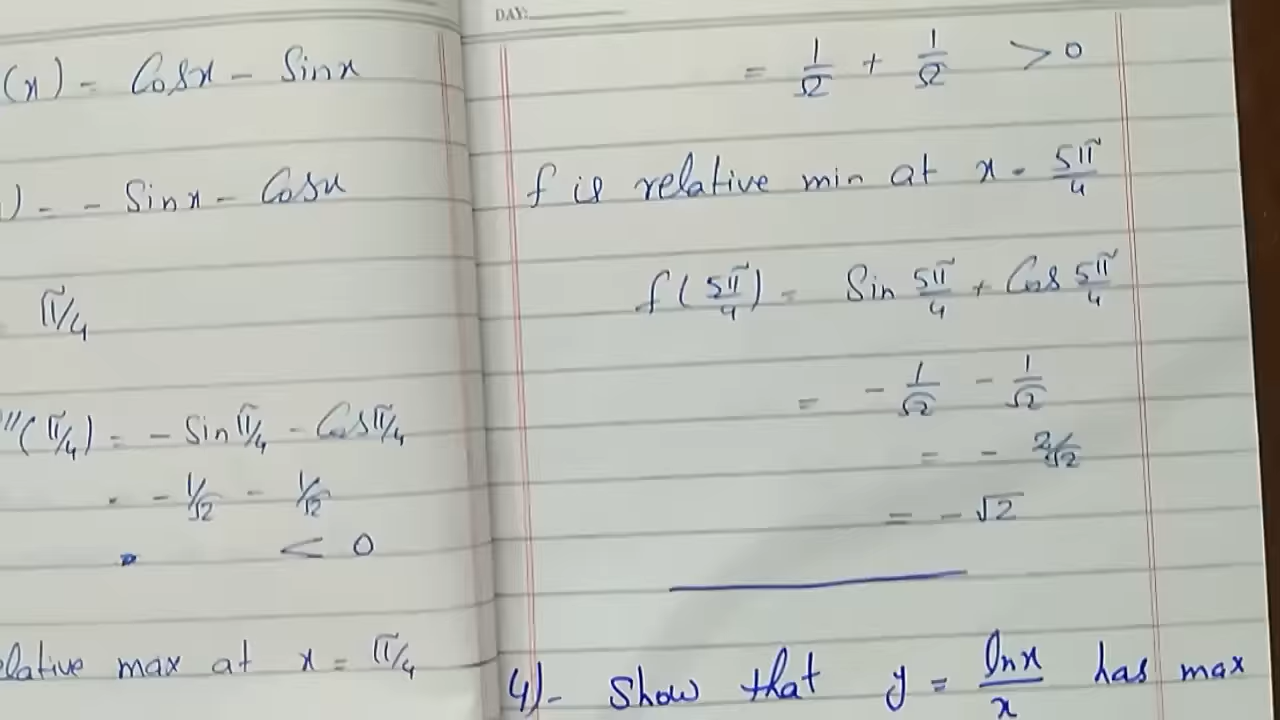 (x) = Cosx - Sinx
) = - Sinx - Cosx
π/4
"(π/4) = - Sin π/4 - Cos π/4
= - 1/√2 - 1/√2
< 0
elative max at x = π/4
DAY:
= 1/√2 + 1/√2 > 0
f is relative min at x = 5π/4
f(5π/4) = Sin 5π/4 + Cos 5π/4
= - 1/√2 - 1/√2
= - 2/√2
= - √2
4)- Show that y = lnx/x has max